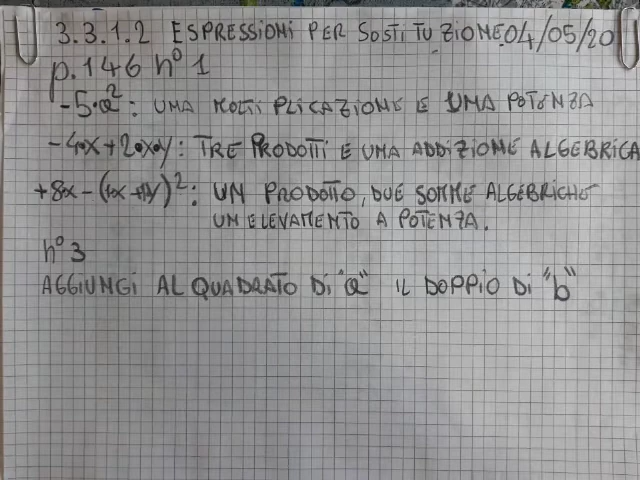 3.3.1.2 ESPRESSIONI PER SOSTITUZIONE 04/05/20
p.146 n° 1
-5·a²: UNA MOLTIPLICAZIONE E UNA POTENZA
-4ax+2axay: TRE PRODOTTI E UNA ADDIZIONE ALGEBRICA
+8x-( )²: UN PRODOTTO, DUE SOMME ALGEBRICHE
UN ELEVAMENTO A POTENZA.
n° 3
AGGIUNGI AL QUADRATO DI "a" IL DOPPIO DI "b"